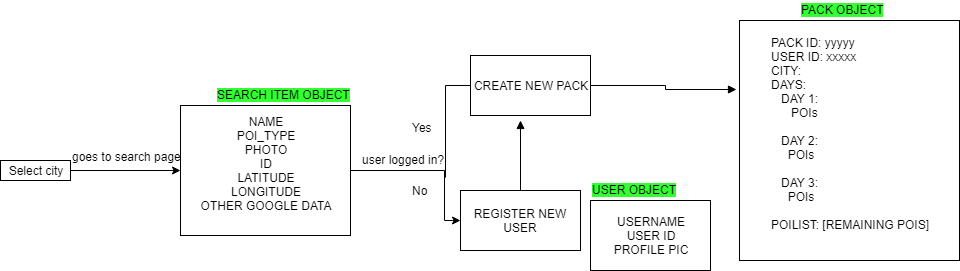 Select city
goes to search page
SEARCH ITEM OBJECT
NAME
POI_TYPE
PHOTO
ID
LATITUDE
LONGITUDE
OTHER GOOGLE DATA
user logged in?
Yes
No
CREATE NEW PACK
REGISTER NEW
USER
USER OBJECT
USERNAME
USER ID
PROFILE PIC
PACK OBJECT
PACK ID: yyyyy
USER ID: xxxxx
CITY:
DAYS:
DAY 1:
POIs
DAY 2:
POIs
DAY 3:
POIs
POILIST: [REMAINING POIS]